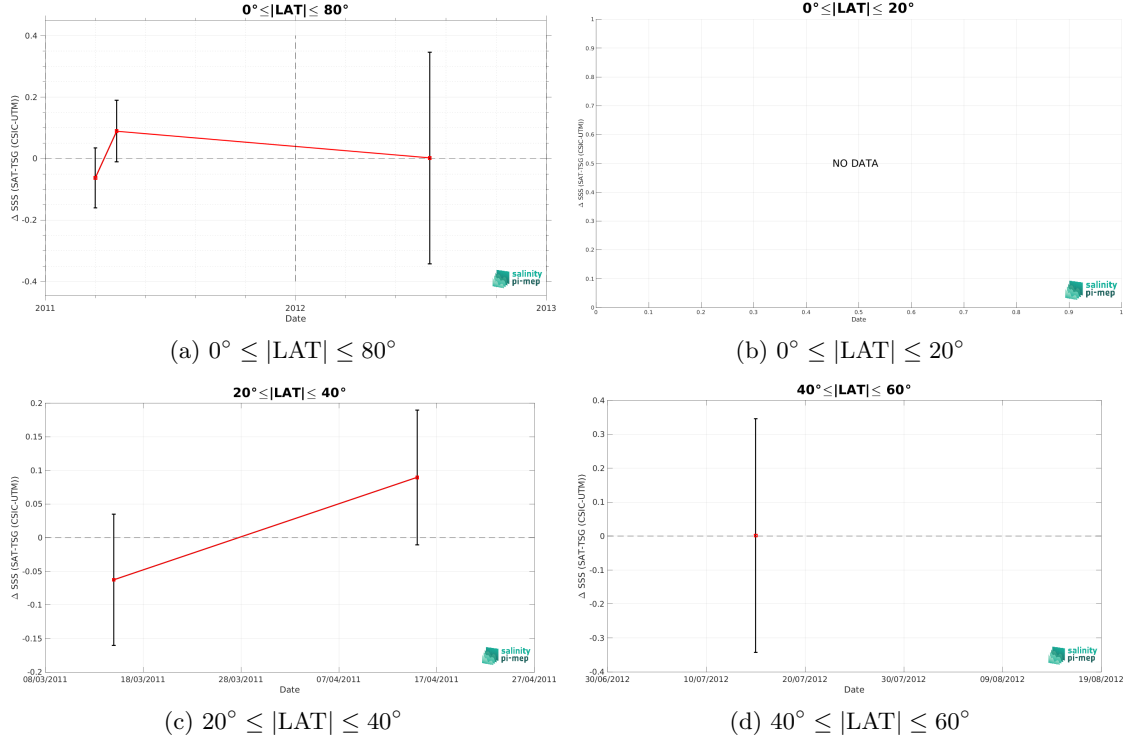 0°≤|LAT|≤ 80°
Δ SSS (SAT-TSG (CSIC-UTM))
0.4
0.2
0
-0.2
-0.4
2011
2012
2013
Date
salinity
pi-mep
(a) 0° ≤ |LAT| ≤ 80°
0°≤|LAT|≤ 20°
Δ SSS (SAT-TSG (CSIC-UTM))
1
0.9
0.8
0.7
0.6
0.5
0.4
0.3
0.2
0.1
0
NO DATA
0 0.1 0.2 0.3 0.4 0.5 0.6 0.7 0.8 0.9 1
Date
salinity
pi-mep
(b) 0° ≤ |LAT| ≤ 20°
20°≤|LAT|≤ 40°
Δ SSS (SAT-TSG (CSIC-UTM))
0.2
0.15
0.1
0.05
0
-0.05
-0.1
-0.15
-0.2
08/03/2011 18/03/2011 28/03/2011 07/04/2011 17/04/2011 27/04/2011
Date
salinity
pi-mep
(c) 20° ≤ |LAT| ≤ 40°
40°≤|LAT|≤ 60°
Δ SSS (SAT-TSG (CSIC-UTM))
0.4
0.3
0.2
0.1
0
-0.1
-0.2
-0.3
-0.4
30/06/2012 10/07/2012 20/07/2012 30/07/2012 09/08/2012 19/08/2012
Date
salinity
pi-mep
(d) 40° ≤ |LAT| ≤ 60°